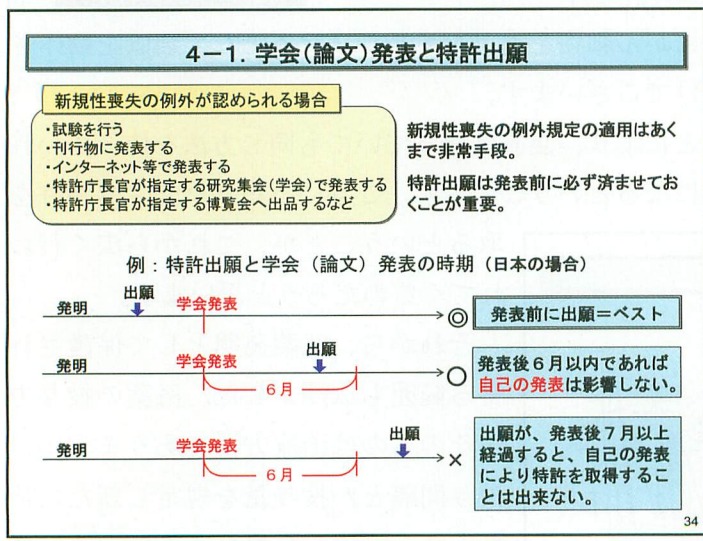 4－1．学会（論文）発表と特許出願
新規性喪失の例外が認められる場合
・試験を行う
・刊行物に発表する
・インターネット等で発表する
・特許庁長官が指定する研究集会（学会）で発表する
・特許庁長官が指定する博覧会へ出品するなど
新規性喪失の例外規定の適用はあく
まで非常手段。
特許出願は発表前に必ず済ませてお
くことが重要。
例：特許出願と学会（論文）発表の時期（日本の場合）
発明
出願
学会発表
◎
発表前に出願＝ベスト
発明
学会発表
出願
6月
○
発表後６月以内であれば
自己の発表は影響しない。
発明
学会発表
出願
6月
×
出願が、発表後７月以上
経過すると、自己の発表
により特許を取得するこ
とは出来ない。
34